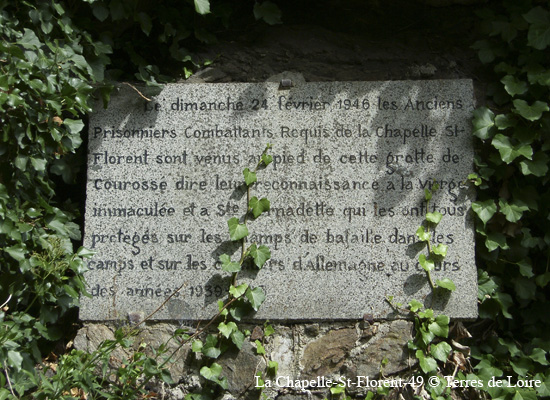 Le dimanche 24 février 1946 les Anciens
Prisonniers Combattants Requis de la Chapelle St-
Florent sont venus au pied de cette grotte de
Courosse dire leur reconnaissance à la Vierge
immaculée et a Ste Bernadette qui les ont tous
protegés sur les champs de bataille dans les
camps et sur les chantiers d'Allemagne au cours
des années 1939
La Chapelle-St-Florent-49 © Terres de Loire